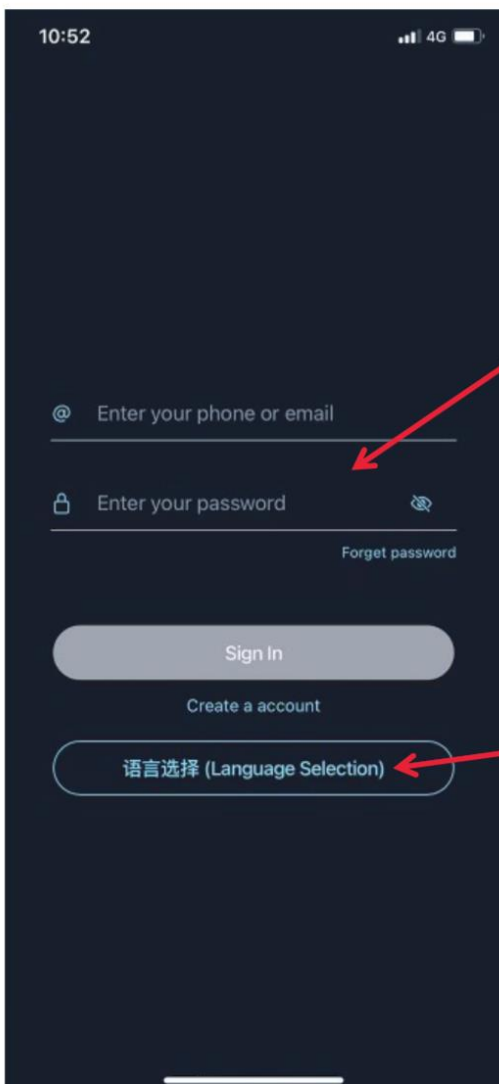 10:52
4G
@ Enter your phone or email
Enter your password
Forget password
Sign In
Create a account
语言选择 (Language Selection)